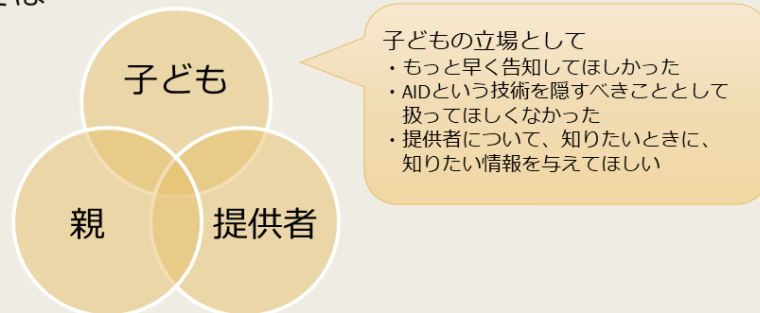 子どもの立場として
・もっと早く告知してほしかった
・AIDという技術を隠すべきこととして
扱ってほしくなかった
・提供者について、知りたいときに、
知りたい情報を与えてほしい
子ども
親
提供者